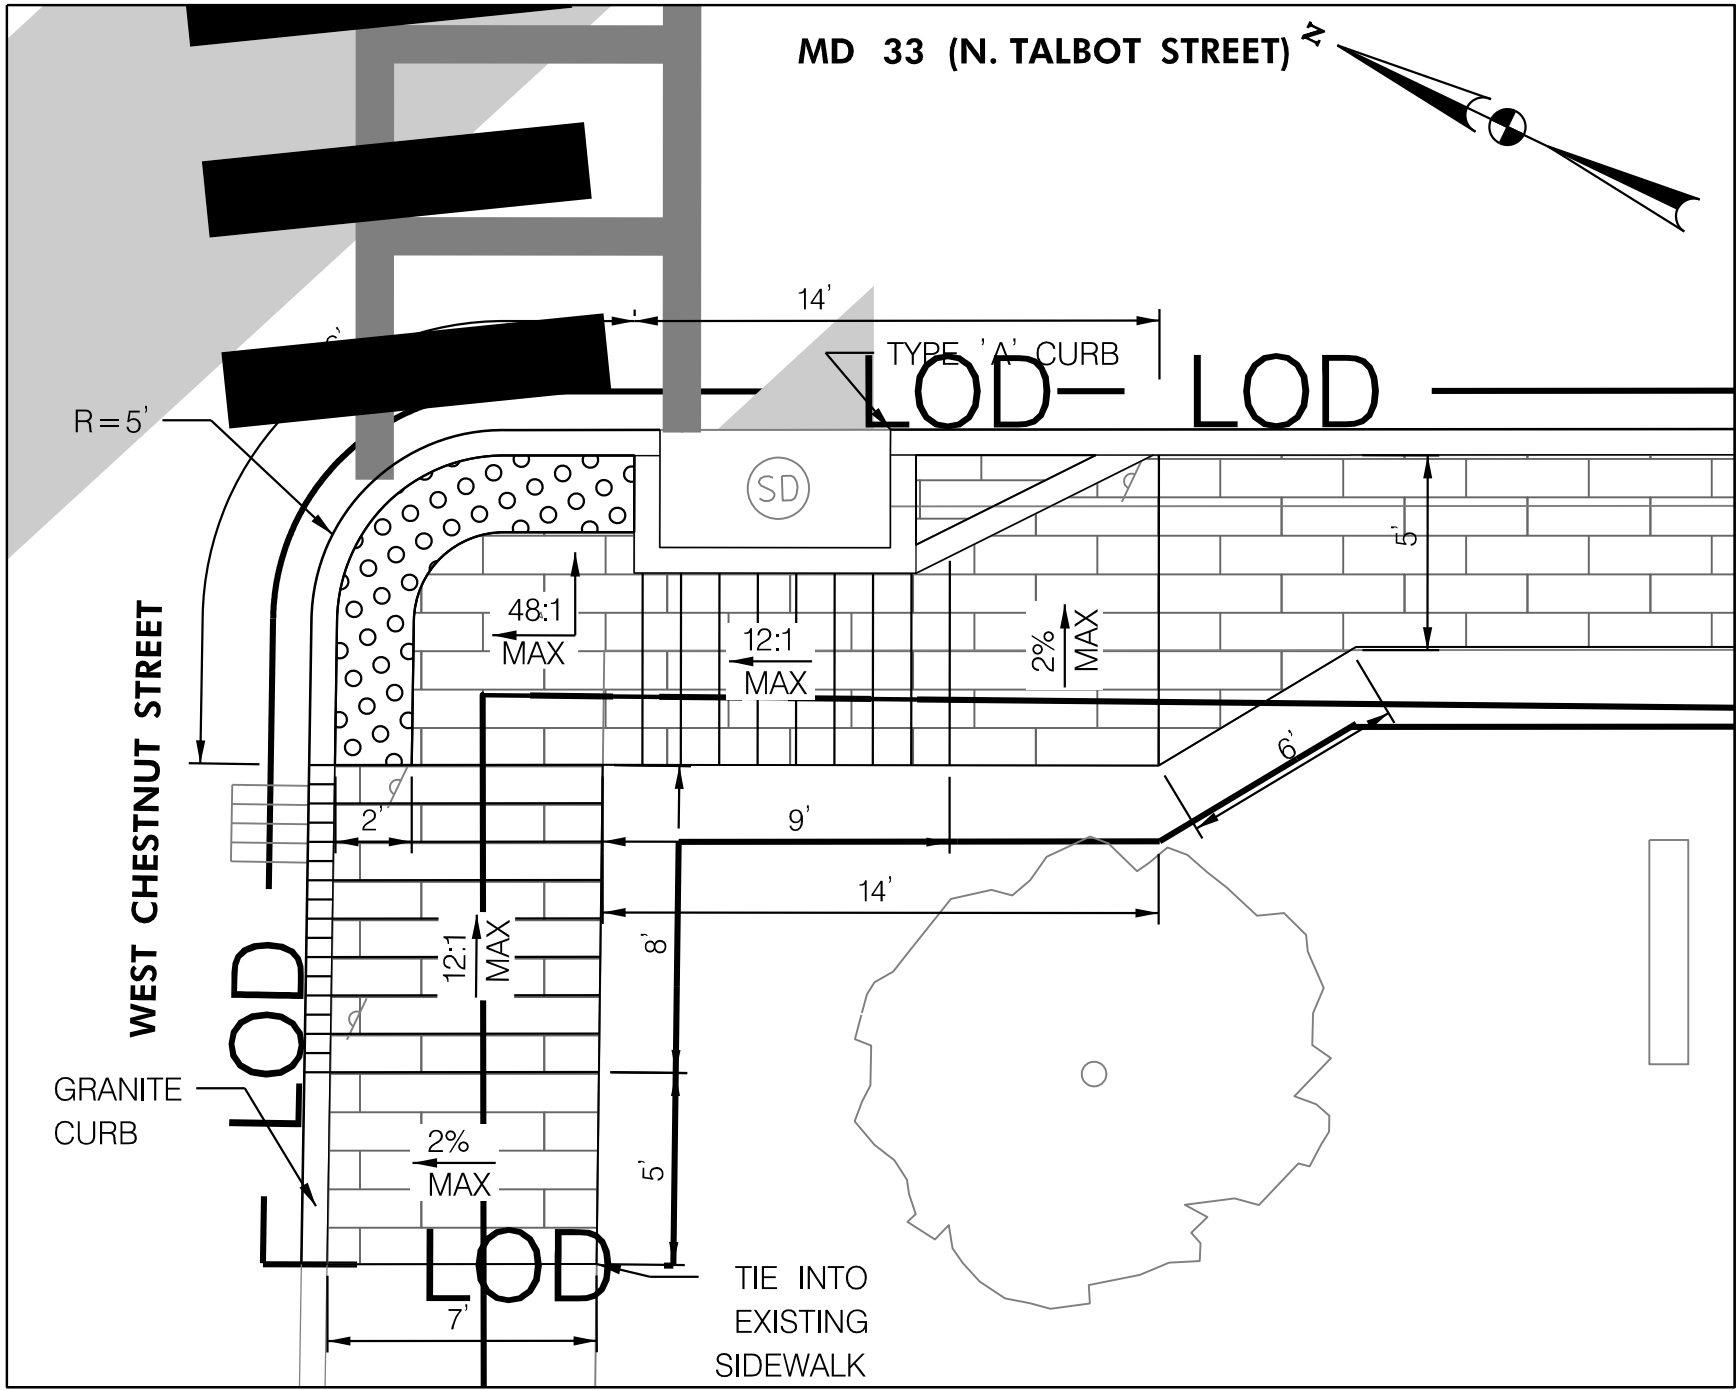 MD 33 (N. TALBOT STREET)
N
14'
TYPE 'A' CURB
LOD LOD
R=5'
SD
5'
48:1
MAX
12:1
MAX
2%
MAX
WEST CHESTNUT STREET
6'
2'
9'
14'
8'
12:1
MAX
LOD
GRANITE
CURB
2%
MAX
5'
LOD
7'
TIE INTO
EXISTING
SIDEWALK